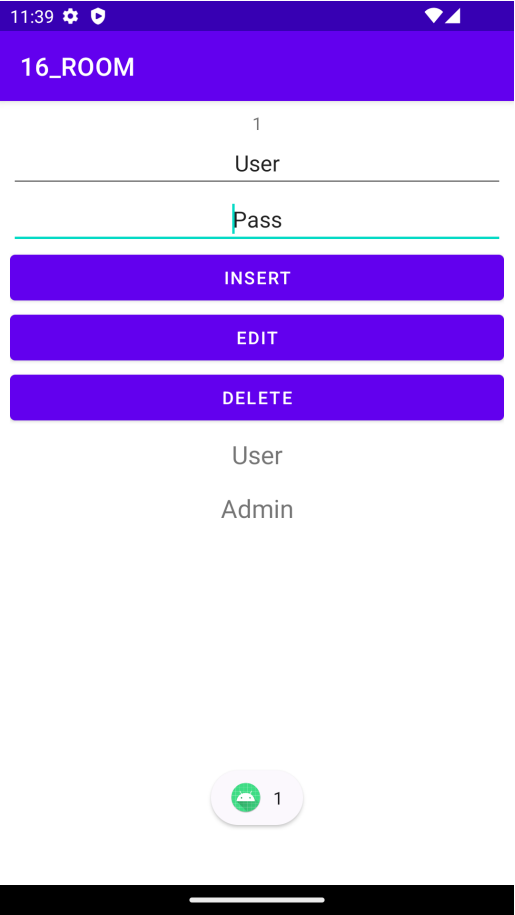 11:39
16_ROOM
1
User
Pass
INSERT
EDIT
DELETE
User
Admin
1